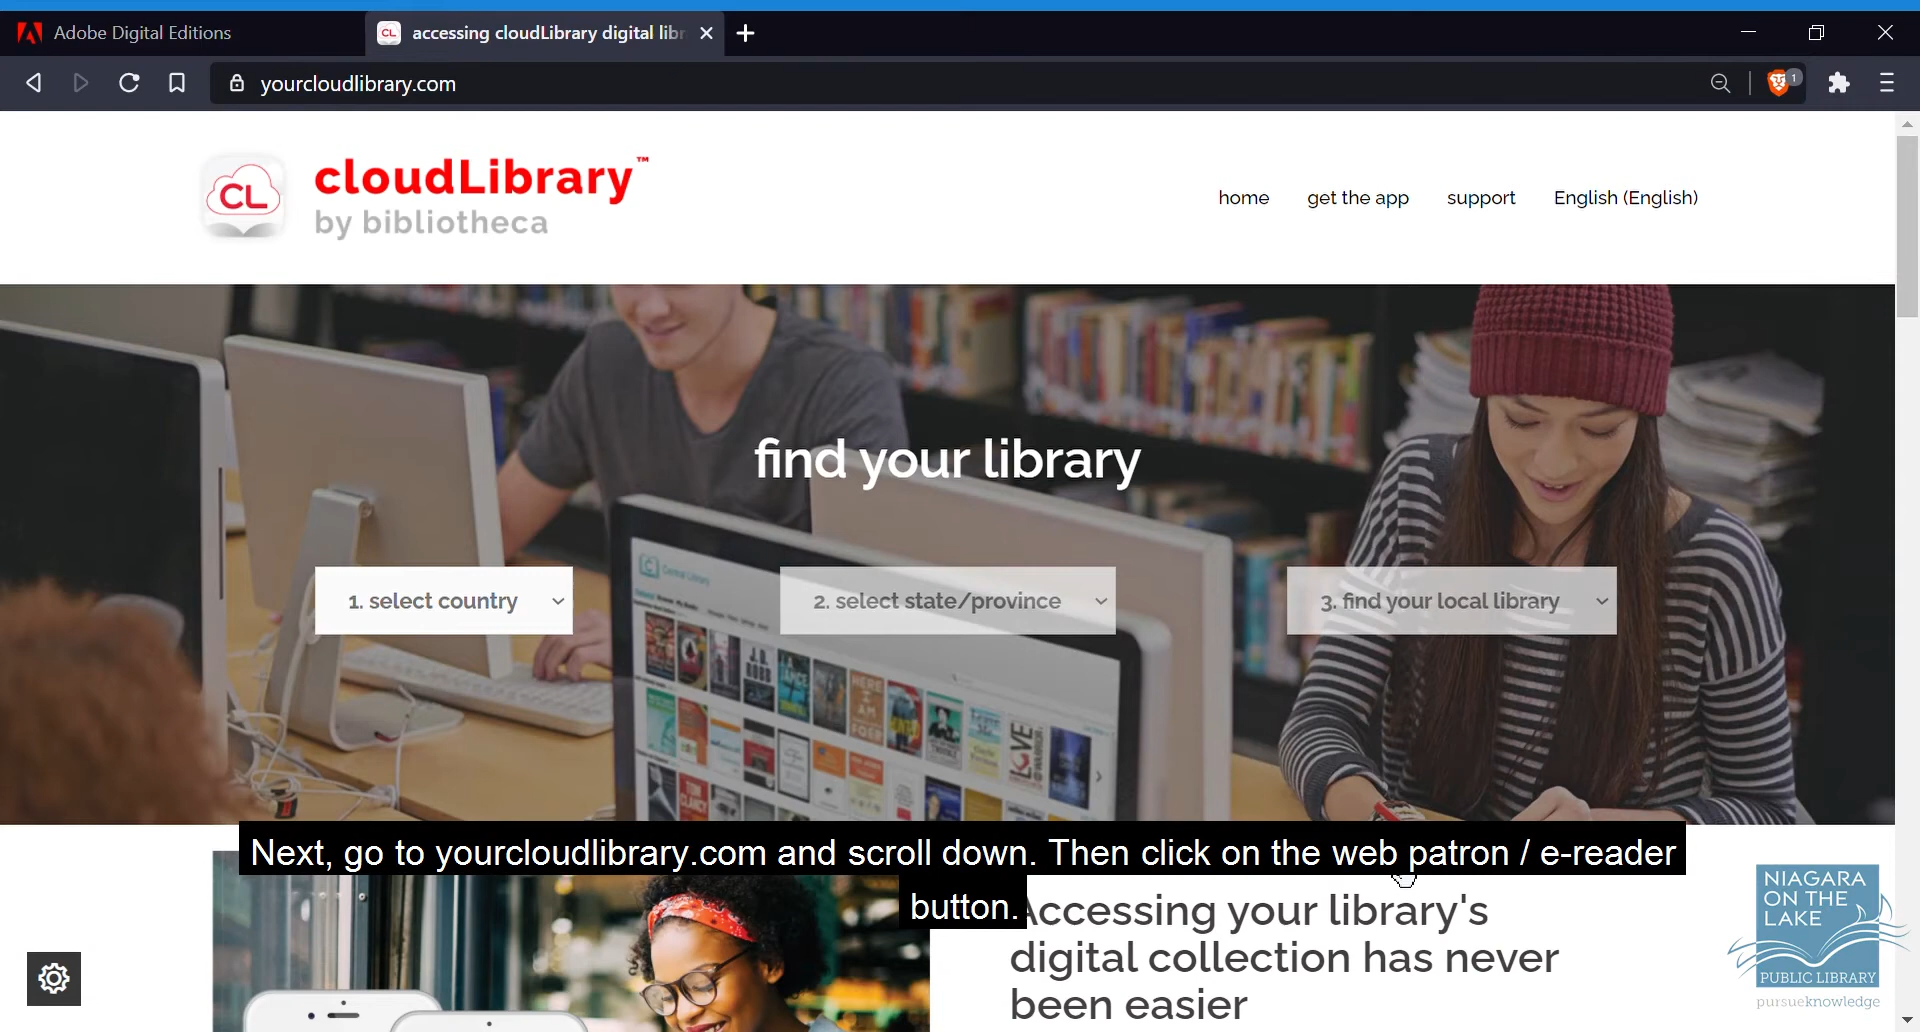 Adobe Digital Editions
accessing cloudLibrary digital libr
yourcloudlibrary.com
1
CL
cloudLibrary™
by bibliotheca
home get the app support English (English)
find your library
1. select country
2. select state/province
3. find your local library
Next, go to yourcloudlibrary.com and scroll down. Then click on the web patron / e-reader
button.
Accessing your library's
digital collection has never
been easier
NIAGARA
ON THE
LAKE
PUBLIC LIBRARY
pursueknowledge